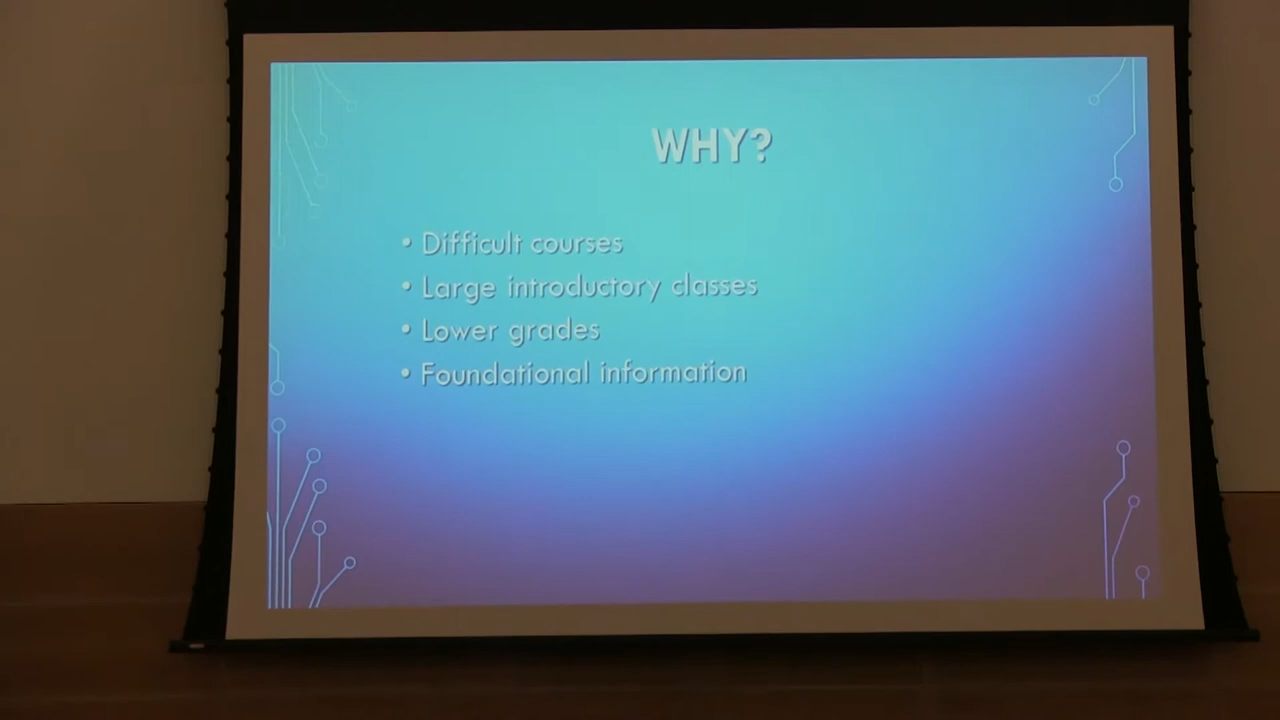 WHY?
• Difficult courses
• Large introductory classes
• Lower grades
• Foundational information